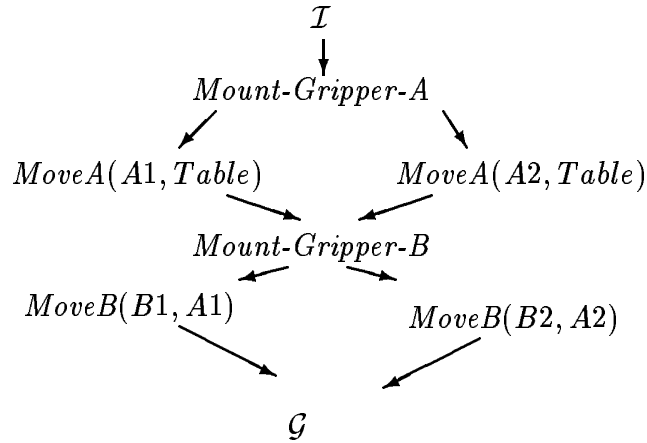 ℐ
Mount-Gripper-A
MoveA(A1, Table) MoveA(A2, Table)
Mount-Gripper-B
MoveB(B1, A1) MoveB(B2, A2)
𝒢